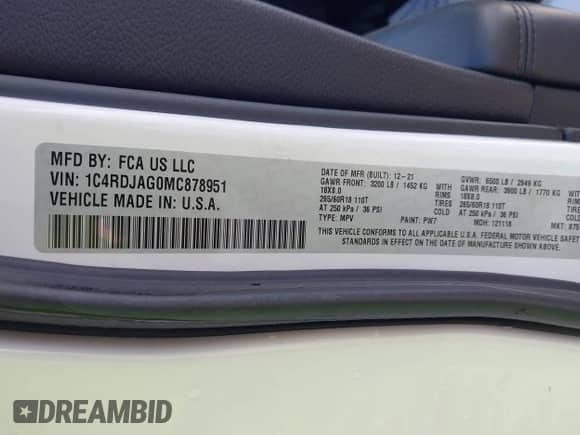 MFD BY: FCA US LLC
VIN: 1C4RDJAG0MC878951
VEHICLE MADE IN: U.S.A.
DATE OF MFR (BUILT): 12-21 GVWR: 6500 LB / 2949 KG
GAWR FRONT: 3200 LB / 1452 KG WITH GAWR REAR: 3900 LB / 1770 KG WITH
18X8.0 RIMS 18X8.0 RIMS
265/60R18 110T TIRES 265/60R18 110T TIRES
AT 250 kPa / 36 PSI COLD AT 250 kPa / 36 PSI COLD
TYPE: MPV PAINT: PW7 MDH: 121118 MKT:
THIS VEHICLE CONFORMS TO ALL APPLICABLE U.S.A. FEDERAL MOTOR VEHICLE SAFETY
STANDARDS IN EFFECT ON THE DATE OF MANUFACTURE SHOWN ABOVE.
DREAMBID